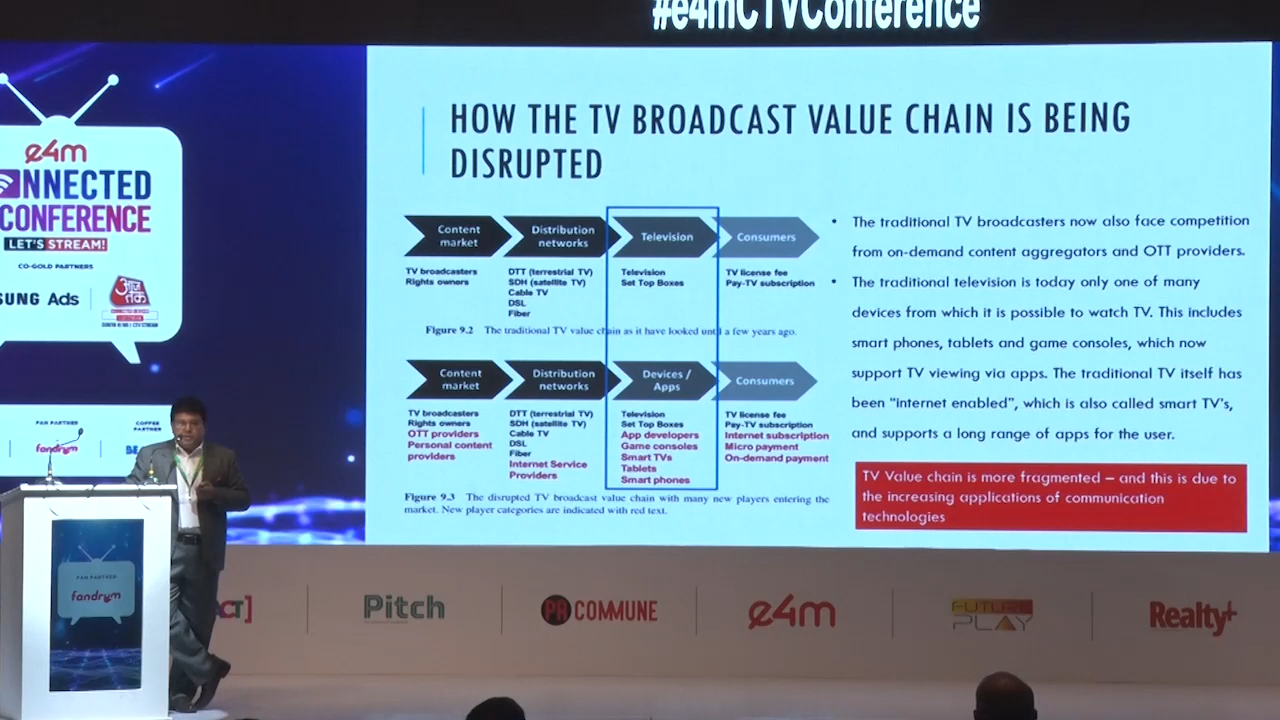 #e4mCTVConference
e4m
NNECTED
CONFERENCE
LET'S STREAM!
CO-GOLD PARTNERS
SUNG Ads
आज
तक
FAN PARTNER
fandrum
COFFEE
PARTNER
HOW THE TV BROADCAST VALUE CHAIN IS BEING
DISRUPTED
Content
market
Distribution
networks
Television
Consumers
TV broadcasters
Rights owners
DTT (terrestrial TV)
SDH (satellite TV)
Cable TV
DSL
Fiber
Television
Set Top Boxes
TV license fee
Pay-TV subscription
Figure 9.2 The traditional TV value chain as it have looked until a few years ago.
Content
market
Distribution
networks
Devices /
Apps
Consumers
TV broadcasters
Rights owners
OTT providers
Personal content
providers
DTT (terrestrial TV)
SDH (satellite TV)
Cable TV
DSL
Fiber
Internet Service
Providers
Television
Set Top Boxes
App developers
Game consoles
Smart TVs
Tablets
Smart phones
TV license fee
Pay-TV subscription
Internet subscription
Micro payment
On-demand payment
Figure 9.3 The disrupted TV broadcast value chain with many new players entering the
market. New player categories are indicated with red text.
• The traditional TV broadcasters now also face competition
from on-demand content aggregators and OTT providers.
• The traditional television is today only one of many
devices from which it is possible to watch TV. This includes
smart phones, tablets and game consoles, which now
support TV viewing via apps. The traditional TV itself has
been "internet enabled", which is also called smart TV's,
and supports a long range of apps for the user.
TV Value chain is more fragmented – and this is due to
the increasing applications of communication
technologies
FAN PARTNER
fandrum
CT]
Pitch
PR COMMUNE
e4m
FUTURE
PLAY
Realty+